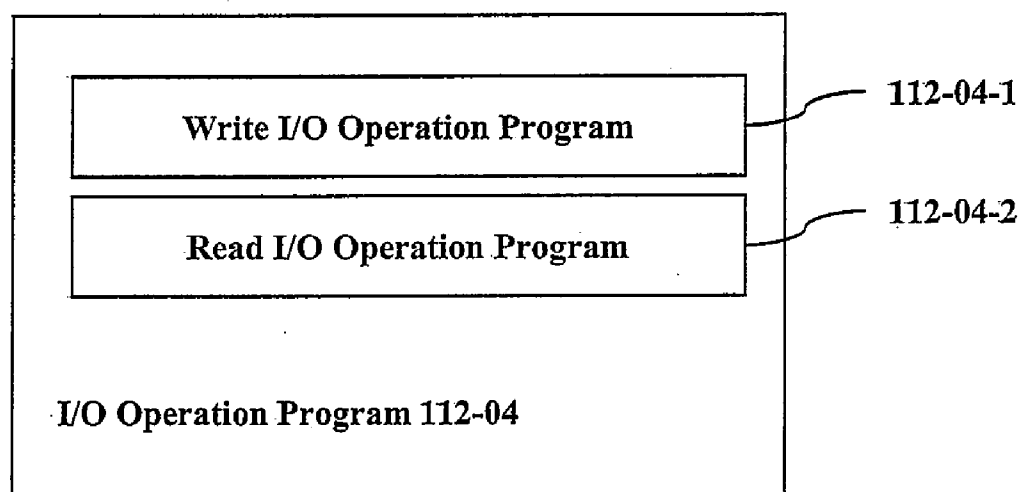 112-04-1
Write I/O Operation Program
112-04-2
Read I/O Operation Program
I/O Operation Program 112-04